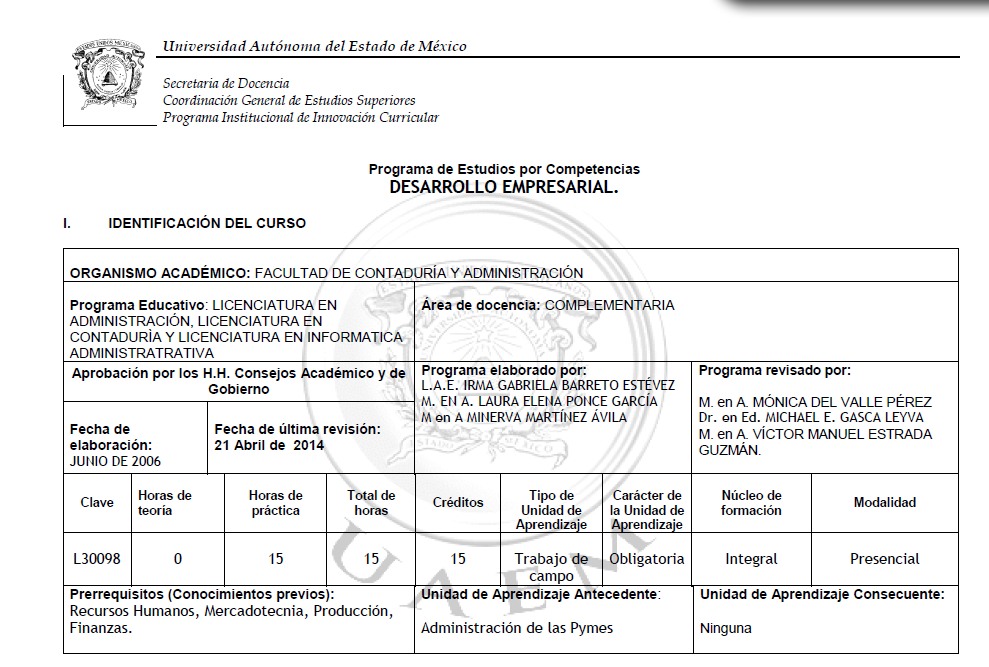 Universidad Autónoma del Estado de México
Secretaria de Docencia
Coordinación General de Estudios Superiores
Programa Institucional de Innovación Curricular
Programa de Estudios por Competencias
DESARROLLO EMPRESARIAL.
I. IDENTIFICACIÓN DEL CURSO
ORGANISMO ACADÉMICO: FACULTAD DE CONTADURÍA Y ADMINISTRACIÓN
Programa Educativo: LICENCIATURA EN
ADMINISTRACIÓN, LICENCIATURA EN
CONTADURÌA Y LICENCIATURA EN INFORMATICA
ADMINISTRATRATIVA
Área de docencia: COMPLEMENTARIA
Aprobación por los H.H. Consejos Académico y de
Gobierno
Programa elaborado por:
L.A.E. IRMA GABRIELA BARRETO ESTÉVEZ
M. EN A. LAURA ELENA PONCE GARCÍA
M en A MINERVA MARTÍNEZ ÁVILA
Programa revisado por:
M. en A. MÓNICA DEL VALLE PÉREZ
Dr. en Ed. MICHAEL E. GASCA LEYVA
M. en A. VÍCTOR MANUEL ESTRADA
GUZMÁN.
Fecha de
elaboración:
JUNIO DE 2006
Fecha de última revisión:
21 Abril de 2014
Clave
Horas de
teoría
Horas de
práctica
Total de
horas
Créditos
Tipo de
Unidad de
Aprendizaje
Carácter de
la Unidad de
Aprendizaje
Núcleo de
formación
Modalidad
L30098
0
15
15
15
Trabajo de
campo
Obligatoria
Integral
Presencial
Prerrequisitos (Conocimientos previos):
Recursos Humanos, Mercadotecnia, Producción,
Finanzas.
Unidad de Aprendizaje Antecedente:
Administración de las Pymes
Unidad de Aprendizaje Consecuente:
Ninguna
UAEM